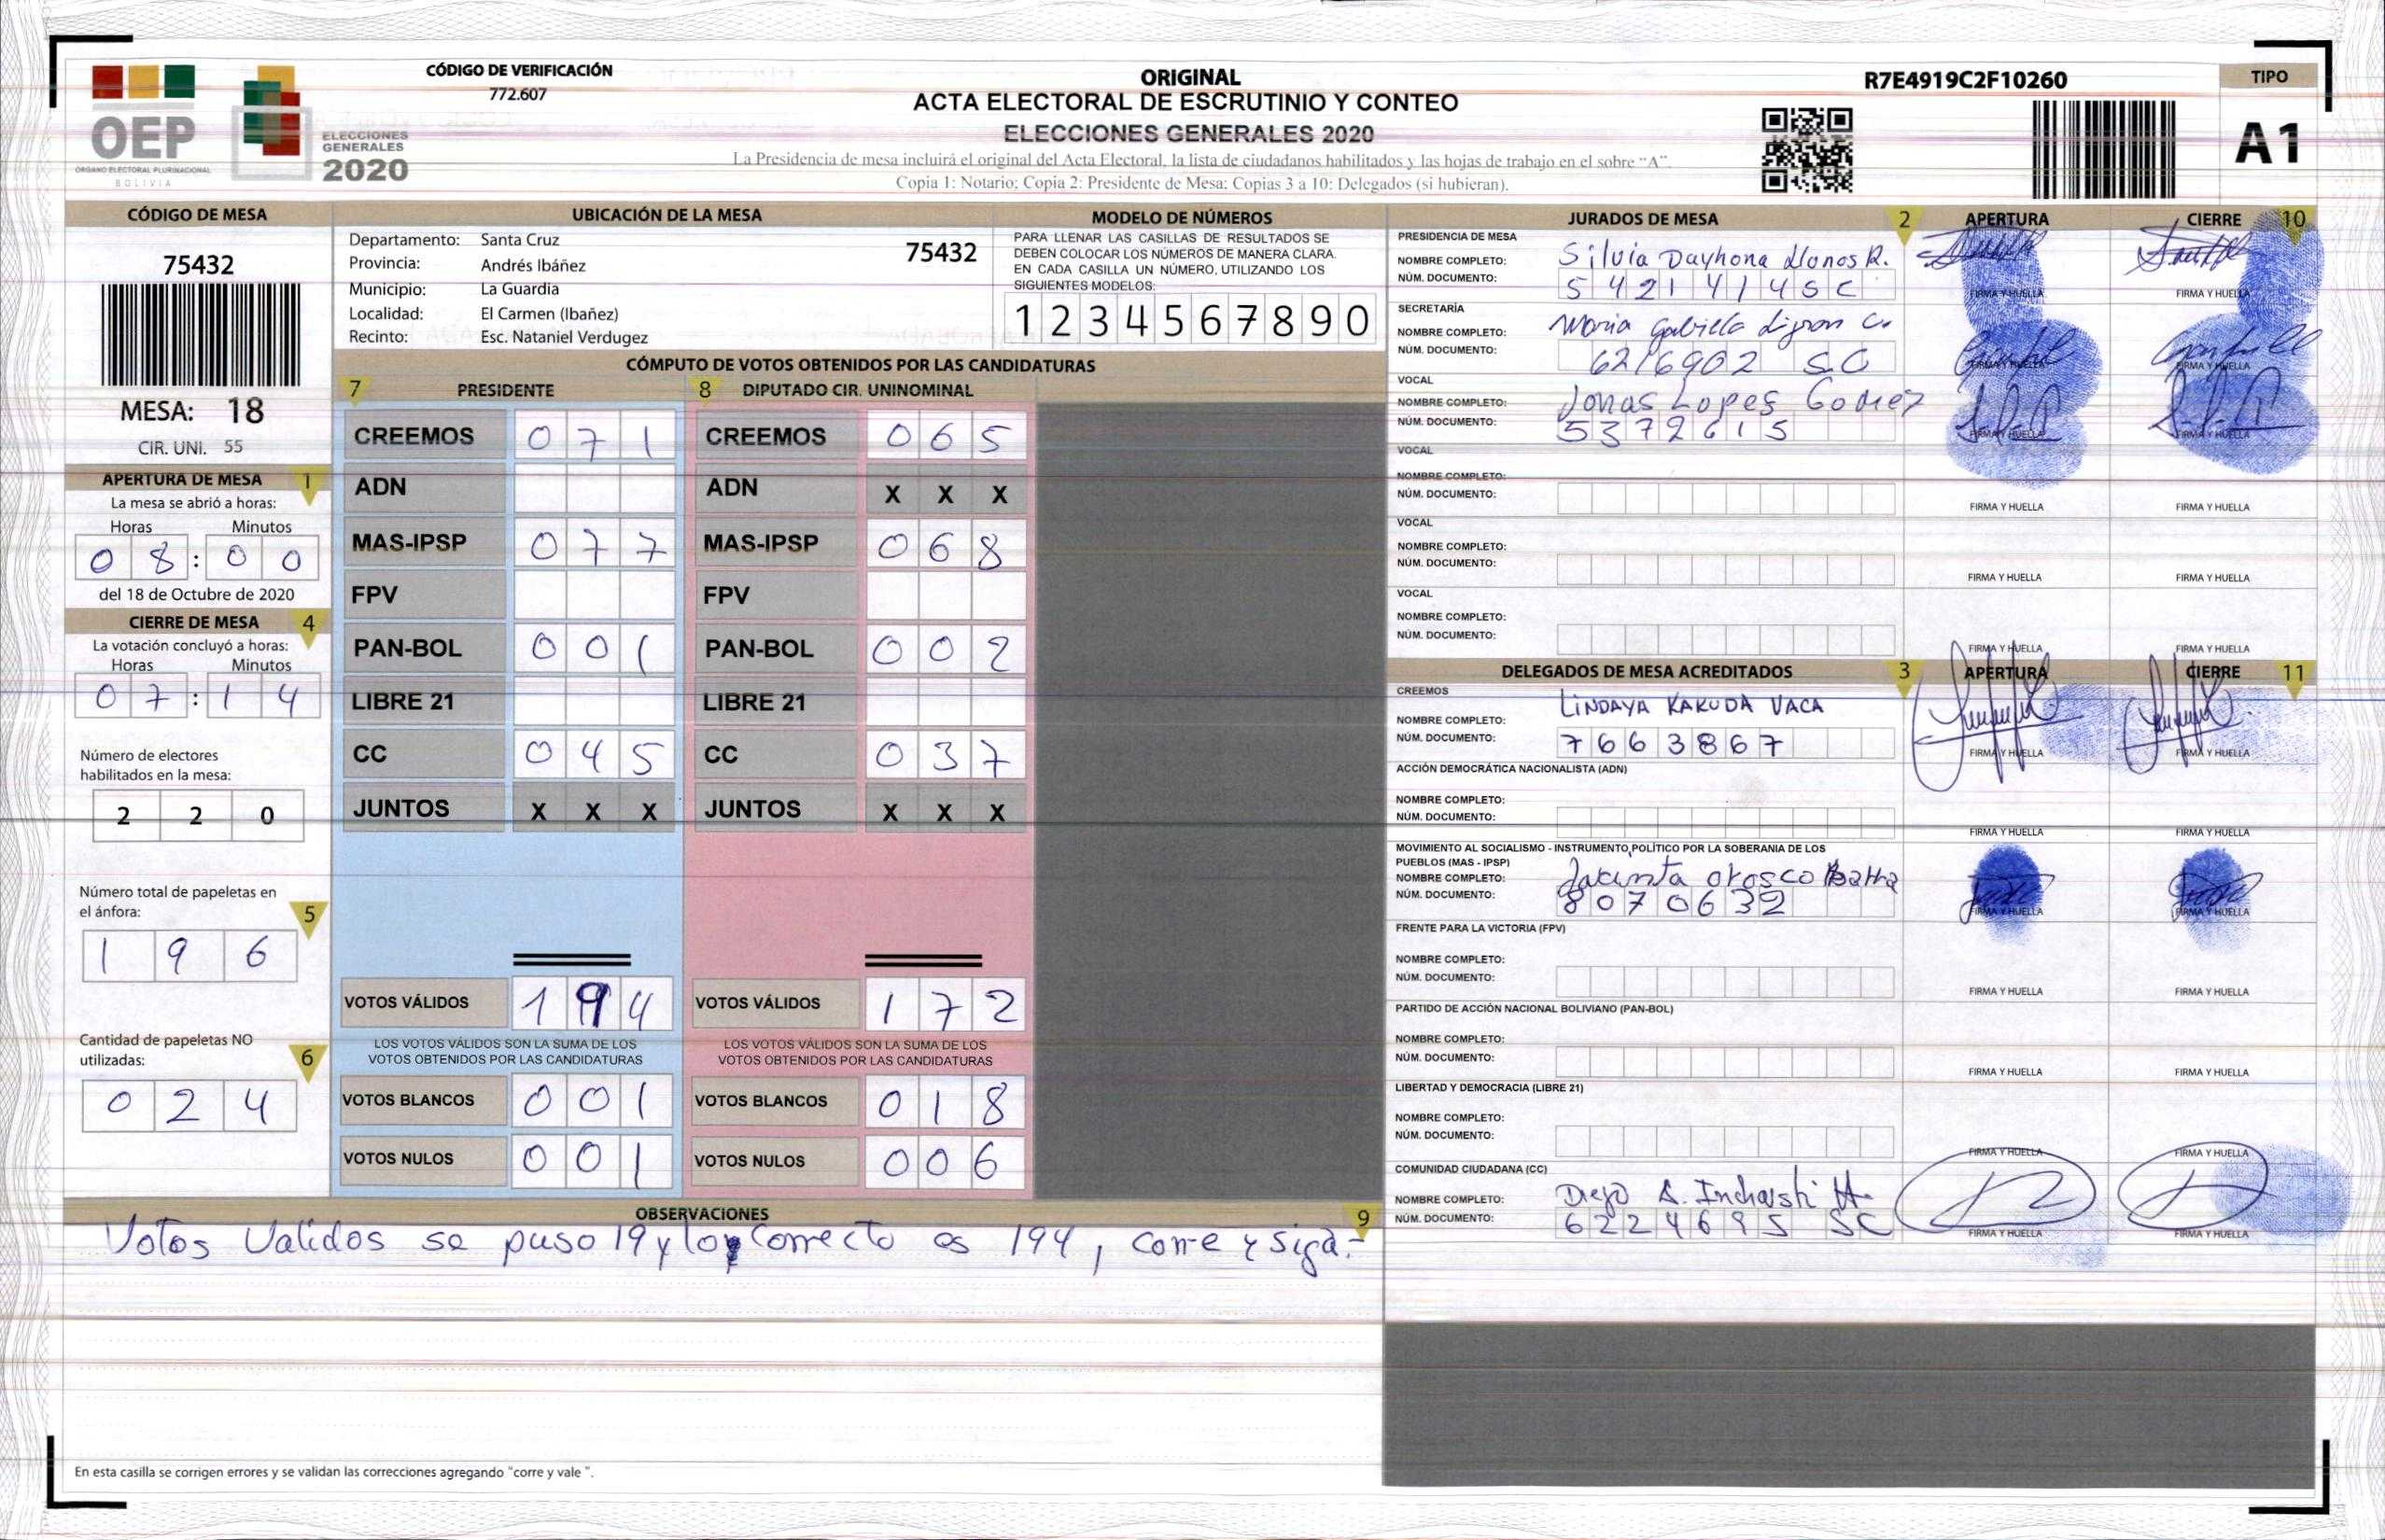 CÓDIGO DE VERIFICACIÓN
772.607
OEP
ÓRGANO ELECTORAL PLURINACIONAL
BOLIVIA
ELECCIONES
GENERALES
2020
ORIGINAL
ACTA ELECTORAL DE ESCRUTINIO Y CONTEO
ELECCIONES GENERALES 2020
La Presidencia de mesa incluirá el original del Acta Electoral, la lista de ciudadanos habilitados y las hojas de trabajo en el sobre "A".
Copia 1: Notario; Copia 2: Presidente de Mesa; Copias 3 a 10: Delegados (si hubieran).
R7E4919C2F10260
TIPO
A1
CÓDIGO DE MESA
75432
MESA: 18
CIR. UNI. 55
APERTURA DE MESA 1
La mesa se abrió a horas:
Horas Minutos
0 8 : 0 0
del 18 de Octubre de 2020
CIERRE DE MESA 4
La votación concluyó a horas:
Horas Minutos
0 7 : 1 4
Número de electores
habilitados en la mesa:
2 2 0
Número total de papeletas en
el ánfora: 5
1 9 6
Cantidad de papeletas NO
utilizadas: 6
0 2 4
UBICACIÓN DE LA MESA
Departamento: Santa Cruz 75432
Provincia: Andrés Ibáñez
Municipio: La Guardia
Localidad: El Carmen (Ibañez)
Recinto: Esc. Nataniel Verdugez
MODELO DE NÚMEROS
PARA LLENAR LAS CASILLAS DE RESULTADOS SE
DEBEN COLOCAR LOS NÚMEROS DE MANERA CLARA.
EN CADA CASILLA UN NÚMERO, UTILIZANDO LOS
SIGUIENTES MODELOS:
1 2 3 4 5 6 7 8 9 0
CÓMPUTO DE VOTOS OBTENIDOS POR LAS CANDIDATURAS
7 PRESIDENTE
CREEMOS 0 7 1
ADN
MAS-IPSP 0 7 7
FPV
PAN-BOL 0 0 1
LIBRE 21
CC 0 4 5
JUNTOS X X X
VOTOS VÁLIDOS 1 9 4
LOS VOTOS VÁLIDOS SON LA SUMA DE LOS
VOTOS OBTENIDOS POR LAS CANDIDATURAS
VOTOS BLANCOS 0 0 1
VOTOS NULOS 0 0 1
8 DIPUTADO CIR. UNINOMINAL
CREEMOS 0 6 5
ADN X X X
MAS-IPSP 0 6 8
FPV
PAN-BOL 0 0 2
LIBRE 21
CC 0 3 7
JUNTOS X X X
VOTOS VÁLIDOS 1 7 2
LOS VOTOS VÁLIDOS SON LA SUMA DE LOS
VOTOS OBTENIDOS POR LAS CANDIDATURAS
VOTOS BLANCOS 0 1 8
VOTOS NULOS 0 0 6
OBSERVACIONES 9
Votos Validos se puso 19 y lo correcto es 194, corre y siga.-
En esta casilla se corrigen errores y se validan las correcciones agregando "corre y vale ".
JURADOS DE MESA 2 APERTURA CIERRE 10
PRESIDENCIA DE MESA
NOMBRE COMPLETO: Silvia Dayhona Llanos R.
NÚM. DOCUMENTO: 5421414SC
FIRMA Y HUELLA FIRMA Y HUELLA
SECRETARÍA
NOMBRE COMPLETO: Maria Gabriela C.
NÚM. DOCUMENTO: 6216902 SC
FIRMA Y HUELLA FIRMA Y HUELLA
VOCAL
NOMBRE COMPLETO: Jonas Lopes Gomez
NÚM. DOCUMENTO: 5372615
FIRMA Y HUELLA FIRMA Y HUELLA
VOCAL
NOMBRE COMPLETO:
NÚM. DOCUMENTO:
FIRMA Y HUELLA FIRMA Y HUELLA
VOCAL
NOMBRE COMPLETO:
NÚM. DOCUMENTO:
FIRMA Y HUELLA FIRMA Y HUELLA
VOCAL
NOMBRE COMPLETO:
NÚM. DOCUMENTO:
FIRMA Y HUELLA FIRMA Y HUELLA
DELEGADOS DE MESA ACREDITADOS 3 APERTURA CIERRE 11
CREEMOS
NOMBRE COMPLETO: LINDAYA KAKUDA VACA
NÚM. DOCUMENTO: 7663867
FIRMA Y HUELLA FIRMA Y HUELLA
ACCIÓN DEMOCRÁTICA NACIONALISTA (ADN)
NOMBRE COMPLETO:
NÚM. DOCUMENTO:
FIRMA Y HUELLA FIRMA Y HUELLA
MOVIMIENTO AL SOCIALISMO - INSTRUMENTO POLÍTICO POR LA SOBERANIA DE LOS
PUEBLOS (MAS - IPSP)
NOMBRE COMPLETO: Jacinta Orosco
NÚM. DOCUMENTO: 8070632
FIRMA Y HUELLA FIRMA Y HUELLA
FRENTE PARA LA VICTORIA (FPV)
NOMBRE COMPLETO:
NÚM. DOCUMENTO:
FIRMA Y HUELLA FIRMA Y HUELLA
PARTIDO DE ACCIÓN NACIONAL BOLIVIANO (PAN-BOL)
NOMBRE COMPLETO:
NÚM. DOCUMENTO:
FIRMA Y HUELLA FIRMA Y HUELLA
LIBERTAD Y DEMOCRACIA (LIBRE 21)
NOMBRE COMPLETO:
NÚM. DOCUMENTO:
FIRMA Y HUELLA FIRMA Y HUELLA
COMUNIDAD CIUDADANA (CC)
NOMBRE COMPLETO: Diego A. H.
NÚM. DOCUMENTO: 6224695 SC
FIRMA Y HUELLA FIRMA Y HUELLA